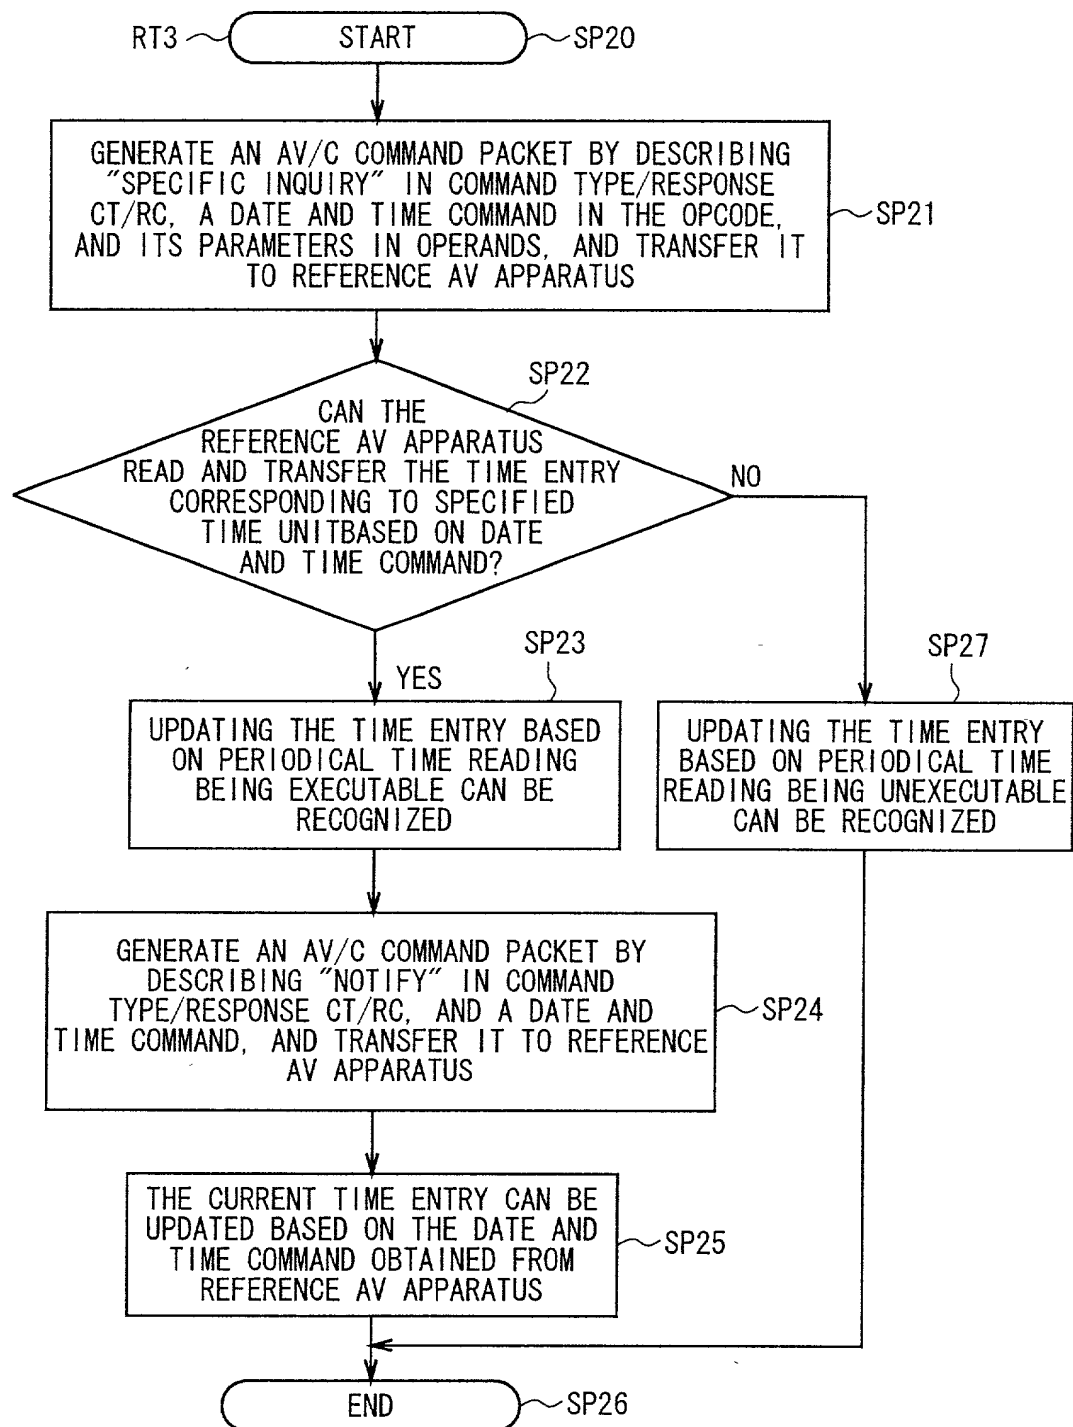 RT3
START
SP20
GENERATE AN AV/C COMMAND PACKET BY DESCRIBING
"SPECIFIC INQUIRY" IN COMMAND TYPE/RESPONSE
CT/RC, A DATE AND TIME COMMAND IN THE OPCODE,
AND ITS PARAMETERS IN OPERANDS, AND TRANSFER IT
TO REFERENCE AV APPARATUS
SP21
SP22
CAN THE
REFERENCE AV APPARATUS
READ AND TRANSFER THE TIME ENTRY
CORRESPONDING TO SPECIFIED
TIME UNITBASED ON DATE
AND TIME COMMAND?
NO
YES
SP23
UPDATING THE TIME ENTRY BASED
ON PERIODICAL TIME READING
BEING EXECUTABLE CAN BE
RECOGNIZED
SP27
UPDATING THE TIME ENTRY
BASED ON PERIODICAL TIME
READING BEING UNEXECUTABLE
CAN BE RECOGNIZED
GENERATE AN AV/C COMMAND PACKET BY
DESCRIBING "NOTIFY" IN COMMAND
TYPE/RESPONSE CT/RC, AND A DATE AND
TIME COMMAND, AND TRANSFER IT TO REFERENCE
AV APPARATUS
SP24
THE CURRENT TIME ENTRY CAN BE
UPDATED BASED ON THE DATE AND
TIME COMMAND OBTAINED FROM
REFERENCE AV APPARATUS
SP25
END
SP26